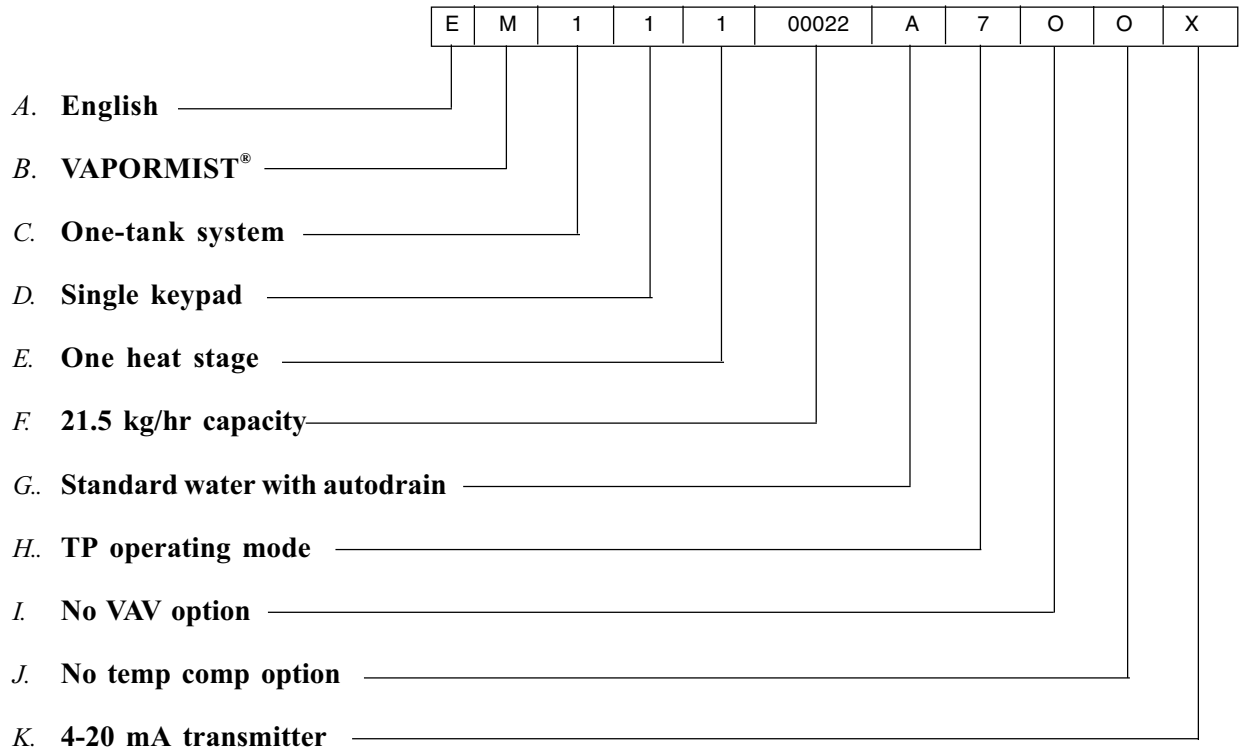 E M 1 1 1 00022 A 7 O O X
A. English
B. VAPORMIST®
C. One-tank system
D. Single keypad
E. One heat stage
F. 21.5 kg/hr capacity
G.. Standard water with autodrain
H.. TP operating mode
I. No VAV option
J. No temp comp option
K. 4-20 mA transmitter